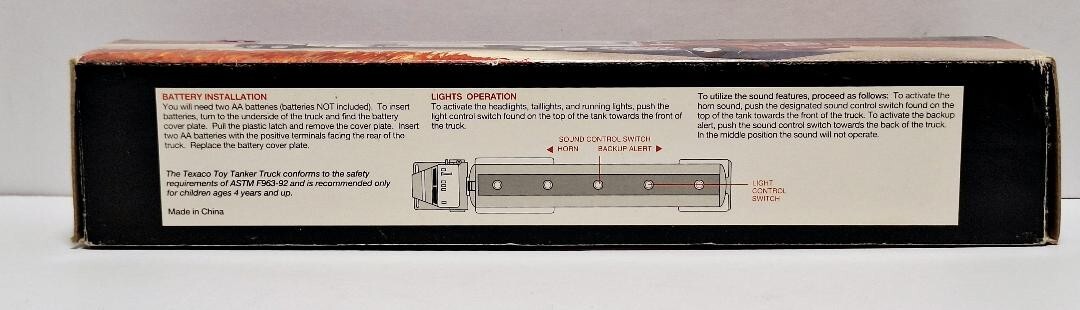 BATTERY INSTALLATION
You will need two AA batteries (batteries NOT included). To insert
batteries, turn to the underside of the truck and find the battery
cover plate. Pull the plastic latch and remove the cover plate. Insert
two AA batteries with the positive terminals facing the rear of the
truck. Replace the battery cover plate.
The Texaco Toy Tanker Truck conforms to the safety
requirements of ASTM F963-92 and is recommended only
for children ages 4 years and up.
Made in China
LIGHTS OPERATION
To activate the headlights, taillights, and running lights, push the
light control switch found on the top of the tank towards the front of
the truck.
SOUND CONTROL SWITCH
HORN BACKUP ALERT
LIGHT
CONTROL
SWITCH
To utilize the sound features, proceed as follows: To activate the
horn sound, push the designated sound control switch found on the
top of the tank towards the front of the truck. To activate the backup
alert, push the sound control switch towards the back of the truck.
In the middle position the sound will not operate.